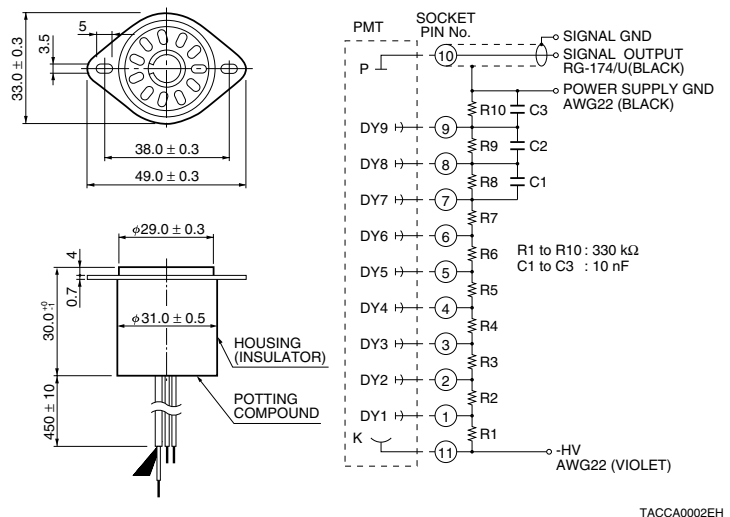 5
3.5
33.0 ± 0.3
38.0 ± 0.3
49.0 ± 0.3
φ29.0 ± 0.3
4
0.7
30.0 +0 -1
φ31.0 ± 0.5
HOUSING
(INSULATOR)
POTTING
COMPOUND
450 ± 10
PMT
SOCKET
PIN No.
SIGNAL GND
SIGNAL OUTPUT
RG-174/U(BLACK)
P
10
POWER SUPPLY GND
AWG22 (BLACK)
R10
C3
DY9
9
R9
C2
DY8
8
R8
C1
DY7
7
R7
DY6
6
R6
DY5
5
R5
DY4
4
R4
DY3
3
R3
DY2
2
R2
DY1
1
R1
K
11
-HV
AWG22 (VIOLET)
R1 to R10 : 330 kΩ
C1 to C3 : 10 nF
TACCA0002EH